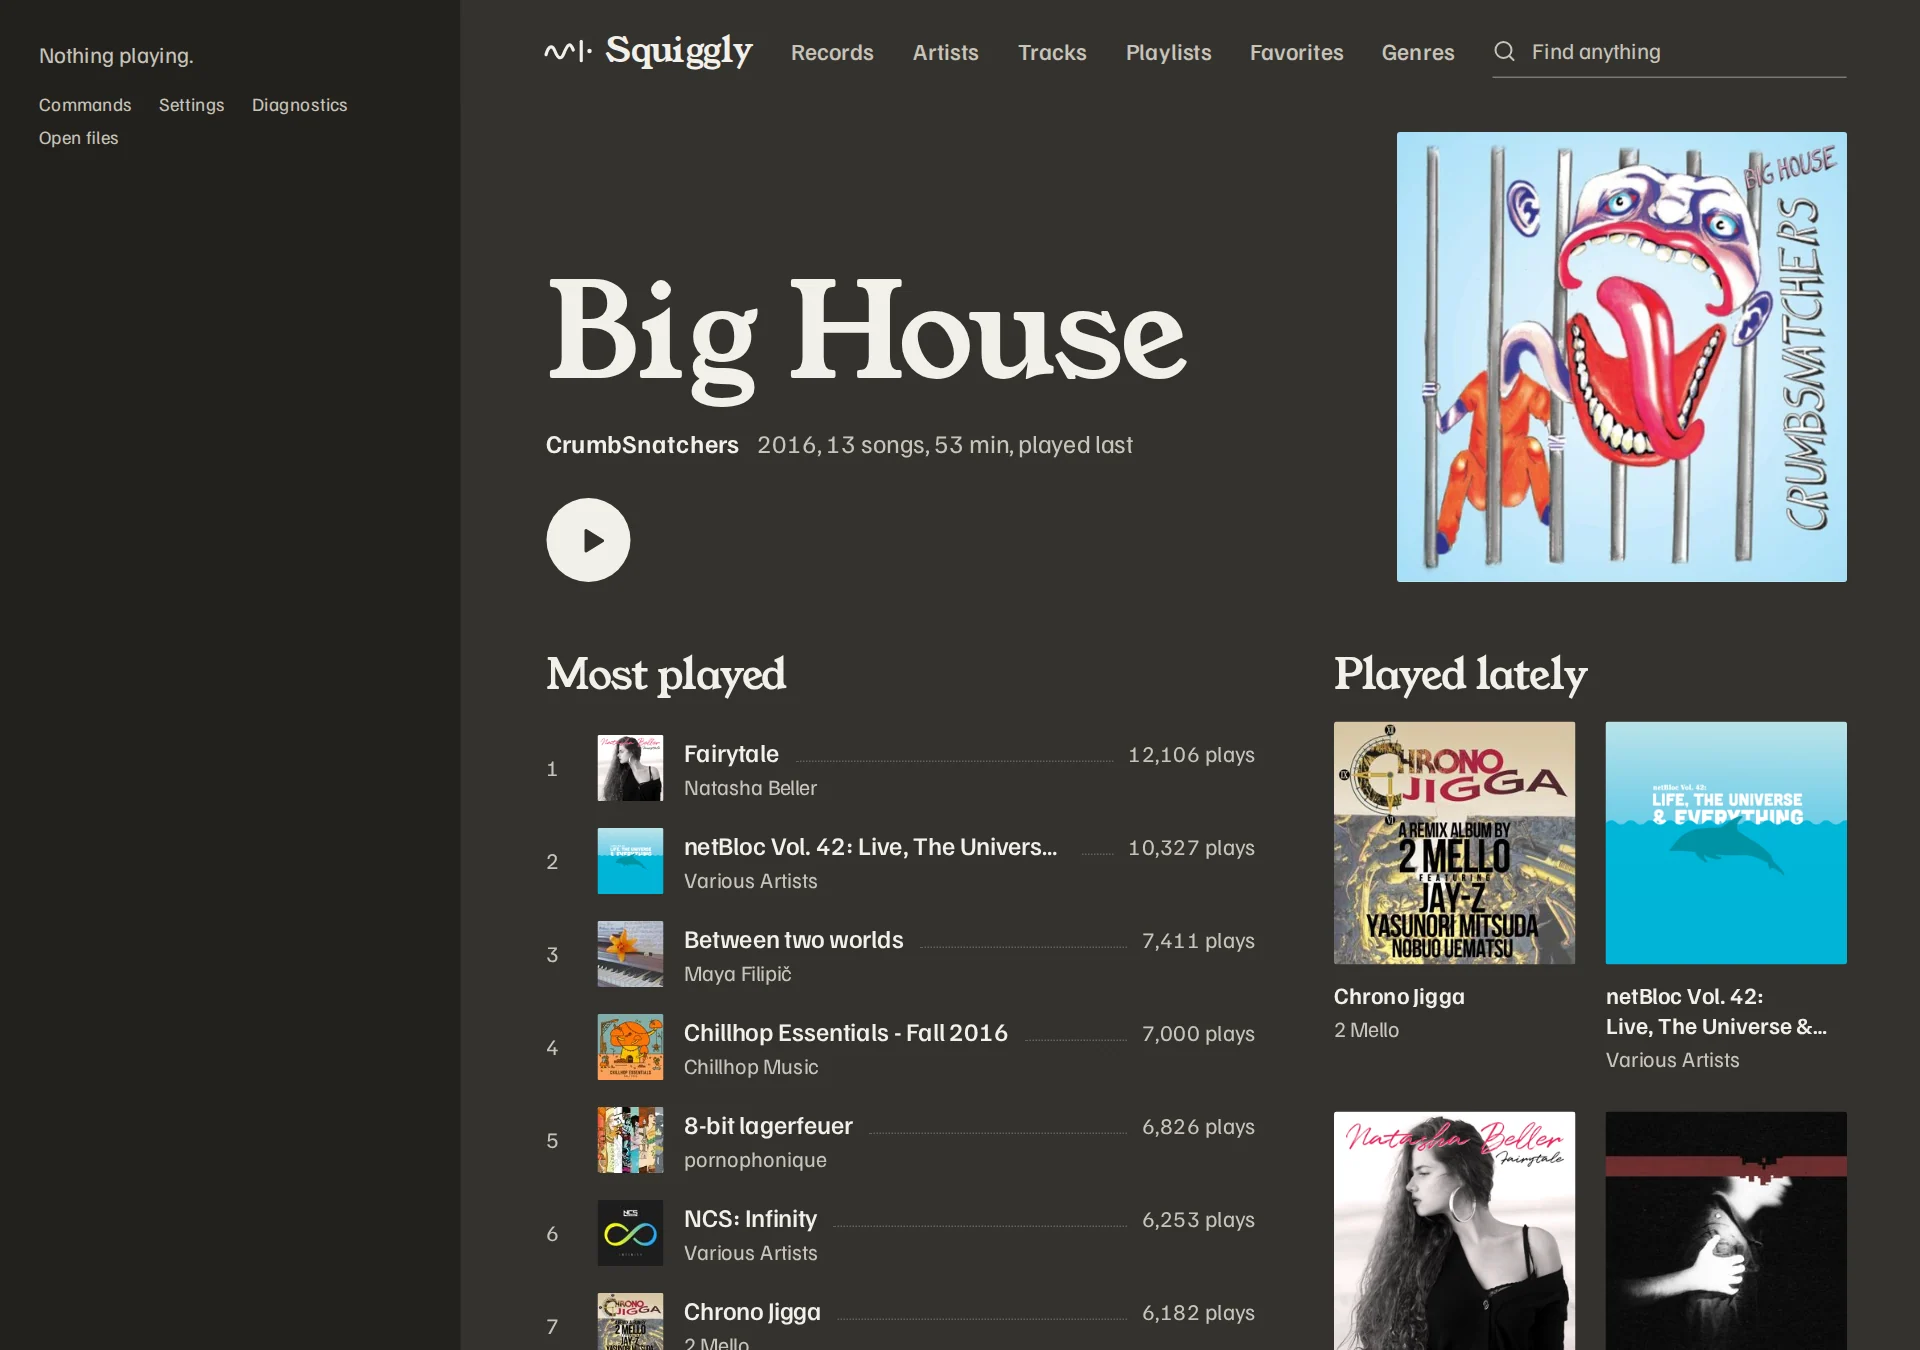 Nothing playing.
Commands Settings Diagnostics
Open files
Squiggly Records Artists Tracks Playlists Favorites Genres Find anything
BIG HOUSE
CRUMBSNATCHERS
Big House
CrumbSnatchers 2016, 13 songs, 53 min, played last
Most played
1 Fairytale 12,106 plays
Natasha Beller
2 netBloc Vol. 42: Live, The Univers... 10,327 plays
Various Artists
3 Between two worlds 7,411 plays
Maya Filipič
4 Chillhop Essentials - Fall 2016 7,000 plays
Chillhop Music
5 8-bit lagerfeuer 6,826 plays
pornophonique
6 NCS: Infinity 6,253 plays
Various Artists
7 Chrono Jigga 6,182 plays
2 Mello
Played lately
CHRONO
JIGGA
A REMIX ALBUM BY
2 MELLO
FEATURING
JAY-Z
YASUNORI MITSUDA
NOBUO UEMATSU
Chrono Jigga
2 Mello
netBloc Vol. 42:
LIFE, THE UNIVERSE
& EVERYTHING
netBloc Vol. 42:
Live, The Universe &...
Various Artists
Natasha Beller
Fairytale